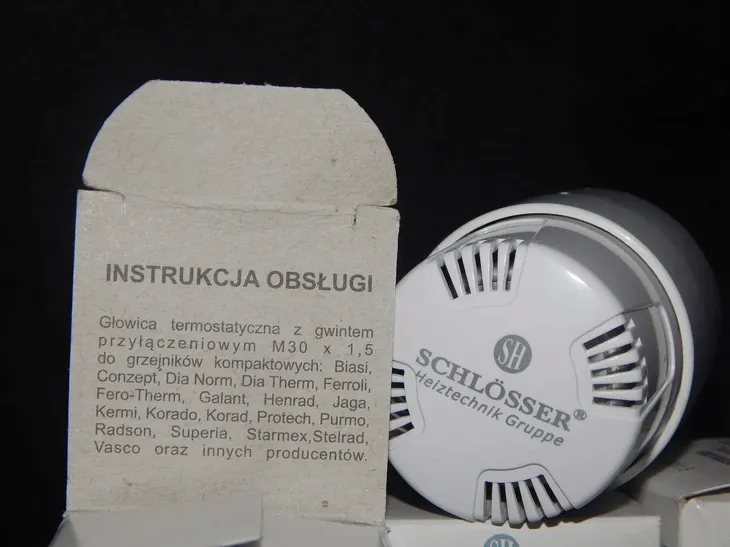 INSTRUKCJA OBSŁUGI
Głowica termostatyczna z gwintem
przyłączeniowym M30 x 1,5
do grzejników kompaktowych: Biasi,
Conzept, Dia Norm, Dia Therm, Ferroli,
Fero-Therm, Galant, Henrad, Jaga,
Kermi, Korado, Korad, Protech, Purmo,
Radson, Superia, Starmex,Stelrad,
Vasco oraz innych producentów.
SH
SCHLÖSSER®
Heiztechnik Gruppe
SH